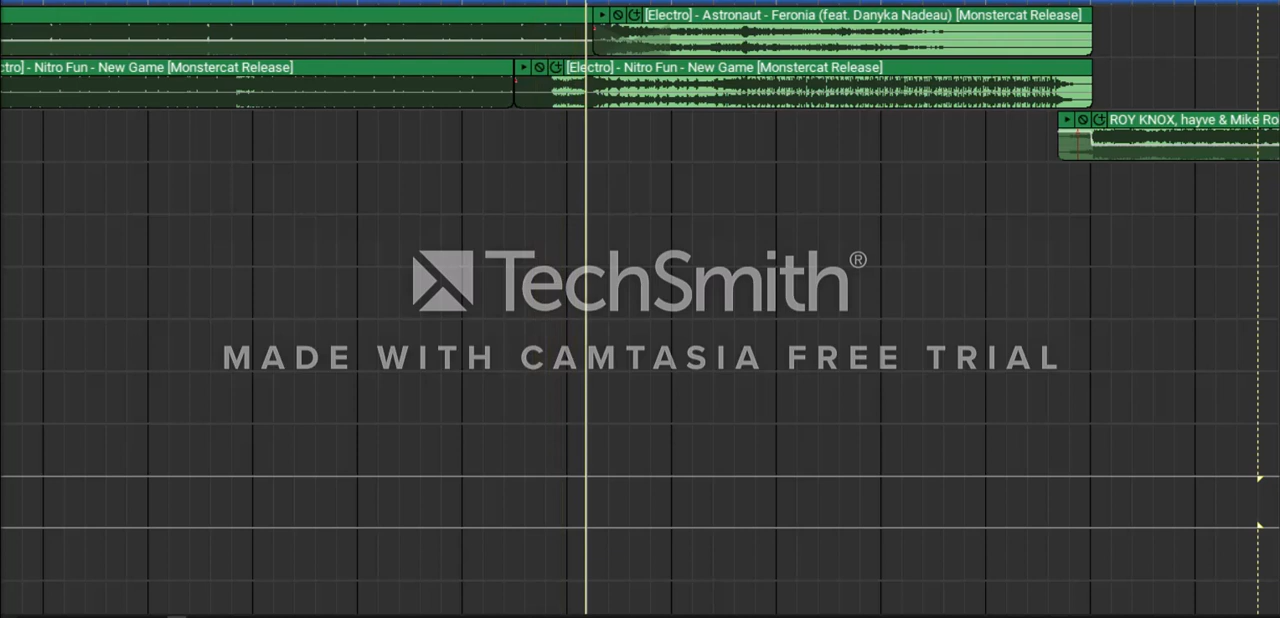 [Electro] - Astronaut - Feronia (feat. Danyka Nadeau) [Monstercat Release]
ctro] - Nitro Fun - New Game [Monstercat Release]
[Electro] - Nitro Fun - New Game [Monstercat Release]
ROY KNOX, hayve & Mike Ro
TechSmith®
MADE WITH CAMTASIA FREE TRIAL